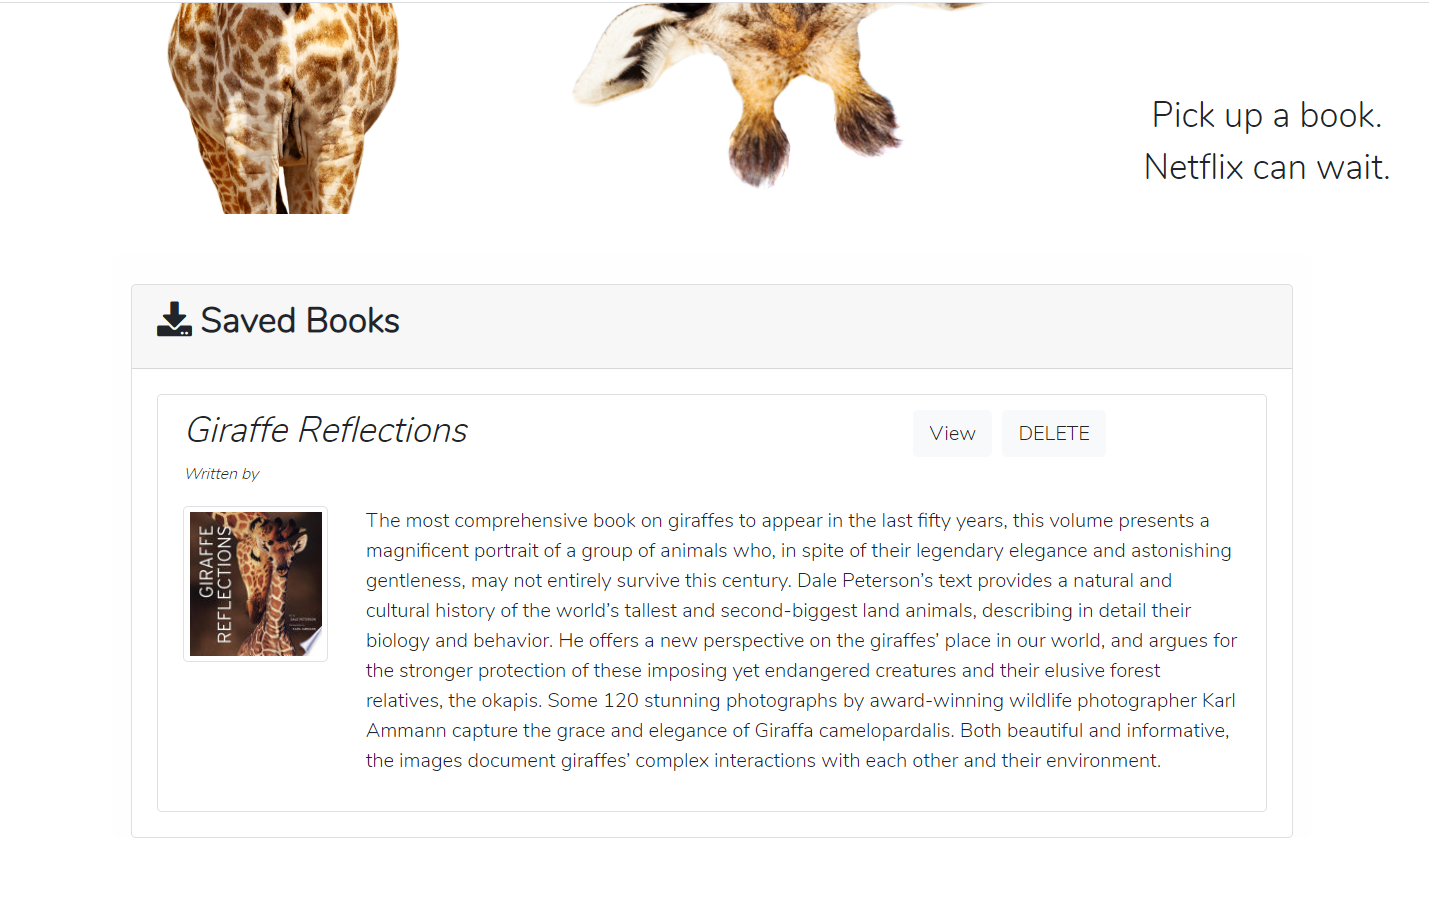 Pick up a book.
Netflix can wait.
Saved Books
Giraffe Reflections
View
DELETE
Written by
GIRAFFE
REFLECTIONS
DALE PETERSON
KARL AMMANN
The most comprehensive book on giraffes to appear in the last fifty years, this volume presents a
magnificent portrait of a group of animals who, in spite of their legendary elegance and astonishing
gentleness, may not entirely survive this century. Dale Peterson’s text provides a natural and
cultural history of the world’s tallest and second-biggest land animals, describing in detail their
biology and behavior. He offers a new perspective on the giraffes’ place in our world, and argues for
the stronger protection of these imposing yet endangered creatures and their elusive forest
relatives, the okapis. Some 120 stunning photographs by award-winning wildlife photographer Karl
Ammann capture the grace and elegance of Giraffa camelopardalis. Both beautiful and informative,
the images document giraffes’ complex interactions with each other and their environment.